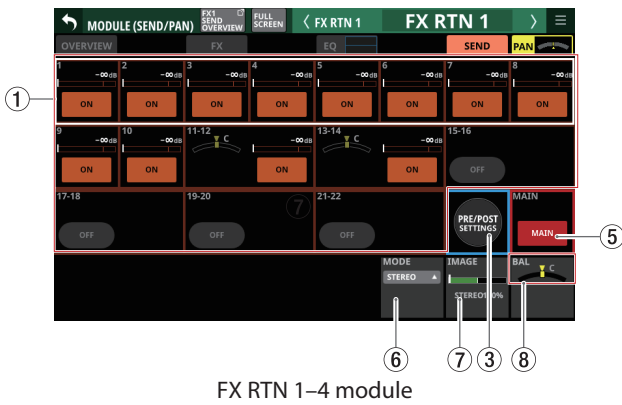 MODULE (SEND/PAN) FX1 SEND OVERVIEW FULL SCREEN FX RTN 1 FX RTN 1
OVERVIEW FX EQ SEND PAN
1 2 3 4 5 6 7 8
-∞dB -∞dB -∞dB -∞dB -∞dB -∞dB -∞dB -∞dB
1
ON ON ON ON ON ON ON ON
9 10 11-12 13-14 15-16
-∞dB -∞dB C -∞dB C -∞dB
ON ON ON ON OFF
17-18 19-20 21-22 MAIN
7
PRE/POST SETTINGS
OFF OFF OFF MAIN 5
MODE IMAGE BAL
STEREO C
STEREO100%
6 7 3 8
FX RTN 1–4 module